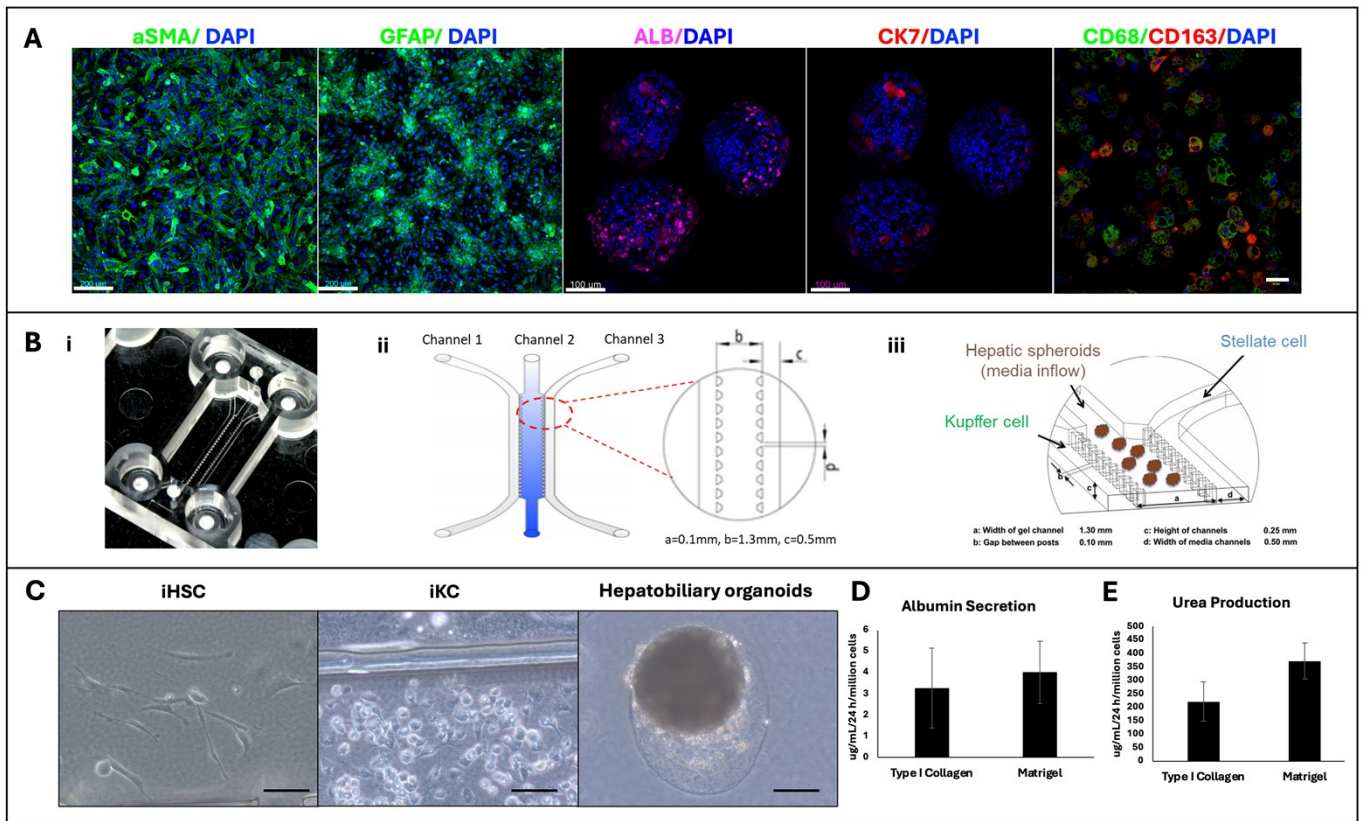 A
aSMA/ DAPI
GFAP/ DAPI
ALB/DAPI
CK7/DAPI
CD68/CD163/DAPI
200 um
200 um
100 um
100 um
B
i
ii
Channel 1
Channel 2
Channel 3
b
c
d
a=0.1mm, b=1.3mm, c=0.5mm
iii
Hepatic spheroids
(media inflow)
Stellate cell
Kupffer cell
b
c
a
d
a: Width of gel channel 1.30 mm
c: Height of channels 0.25 mm
b: Gap between posts 0.10 mm
d: Width of media channels 0.50 mm
C
iHSC
iKC
Hepatobiliary organoids
D
Albumin Secretion
ug/mL/24 h/million cells
6
5
4
3
2
1
0
Type I Collagen
Matrigel
E
Urea Production
ug/mL/24 h/million cells
500
450
400
350
300
250
200
150
100
50
0
Type I Collagen
Matrigel